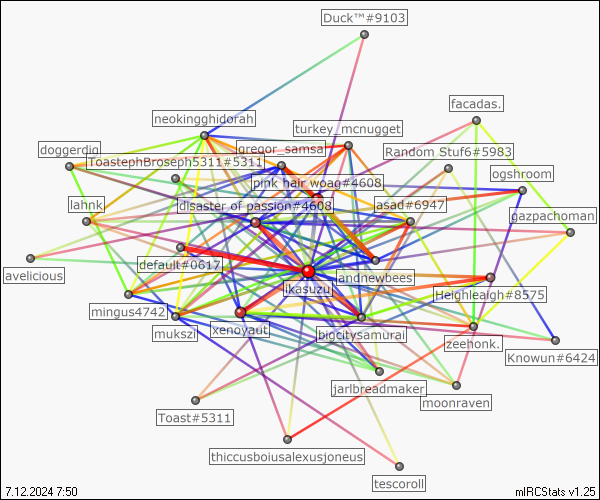 Duck™#9103
facadas.
neokingghidorah
turkey_mcnugget
gregor_samsa
doggerdiq
Random Stuf6#5983
ToastephBroseph5311#5311
ogshroom
pink hair woag#4608
lahnk
disaster of passion#4608
asad#6947
gazpachoman
default#0617
avelicious
landnewbees
ikasuzu
Heighleaigh#8575
mingus4742
mukszi
xenoyaut
bigcitysamurai
zeehonk.
Knowun#6424
jarlbreadmaker
moonraven
Toast#5311
thiccusboiusalexusjoneus
tescoroll
7.12.2024 7:50
mIRCStats v1.25